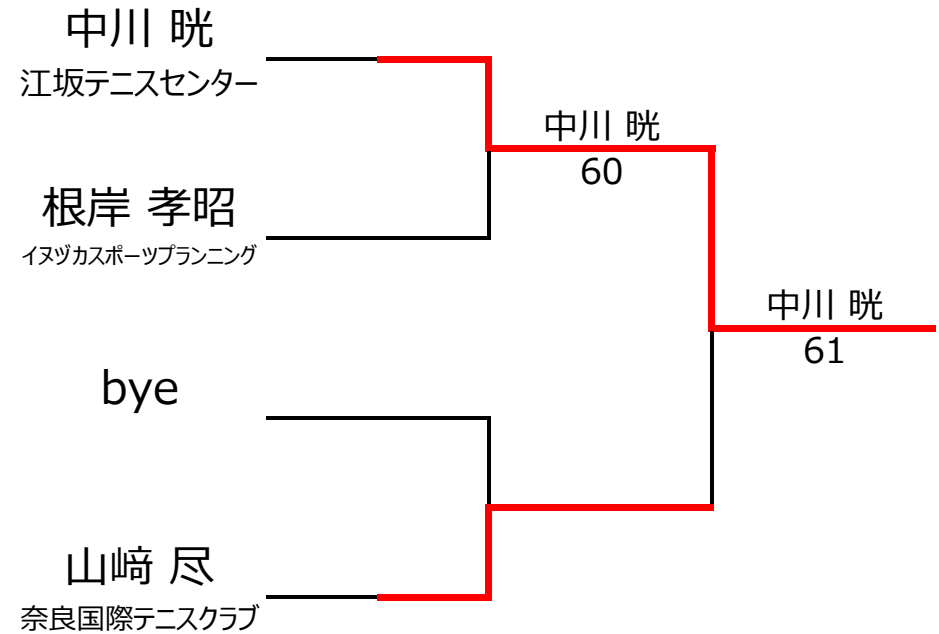 中川 晄
江坂テニスセンター
中川 晄
60
根岸 孝昭
イヌヅカスポーツプランニング
中川 晄
61
bye
山﨑 尽
奈良国際テニスクラブ